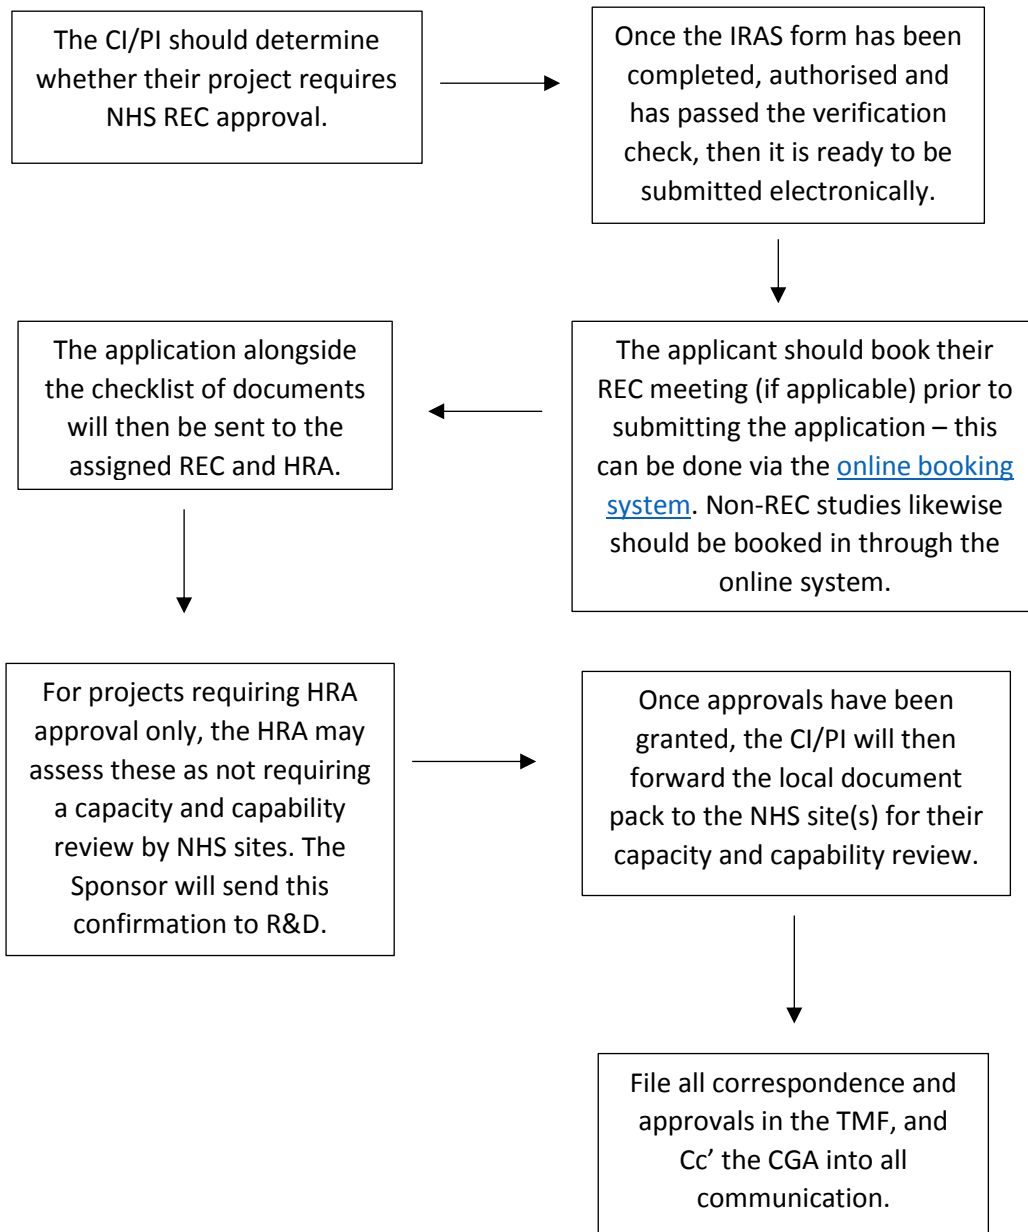 The CI/PI should determine
whether their project requires
NHS REC approval.
Once the IRAS form has been
completed, authorised and
has passed the verification
check, then it is ready to be
submitted electronically.
The applicant should book their
REC meeting (if applicable) prior to
submitting the application – this
can be done via the online booking
system. Non-REC studies likewise
should be booked in through the
online system.
The application alongside
the checklist of documents
will then be sent to the
assigned REC and HRA.
For projects requiring HRA
approval only, the HRA may
assess these as not requiring
a capacity and capability
review by NHS sites. The
Sponsor will send this
confirmation to R&D.
Once approvals have been
granted, the CI/PI will then
forward the local document
pack to the NHS site(s) for their
capacity and capability review.
File all correspondence and
approvals in the TMF, and
Cc’ the CGA into all
communication.